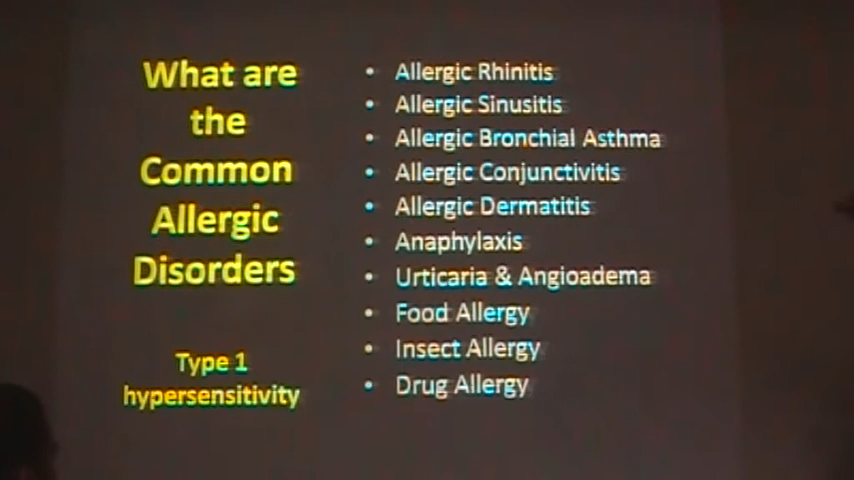 What are
the
Common
Allergic
Disorders
Type 1
hypersensitivity
• Allergic Rhinitis
• Allergic Sinusitis
• Allergic Bronchial Asthma
• Allergic Conjunctivitis
• Allergic Dermatitis
• Anaphylaxis
• Urticaria & Angioadema
• Food Allergy
• Insect Allergy
• Drug Allergy